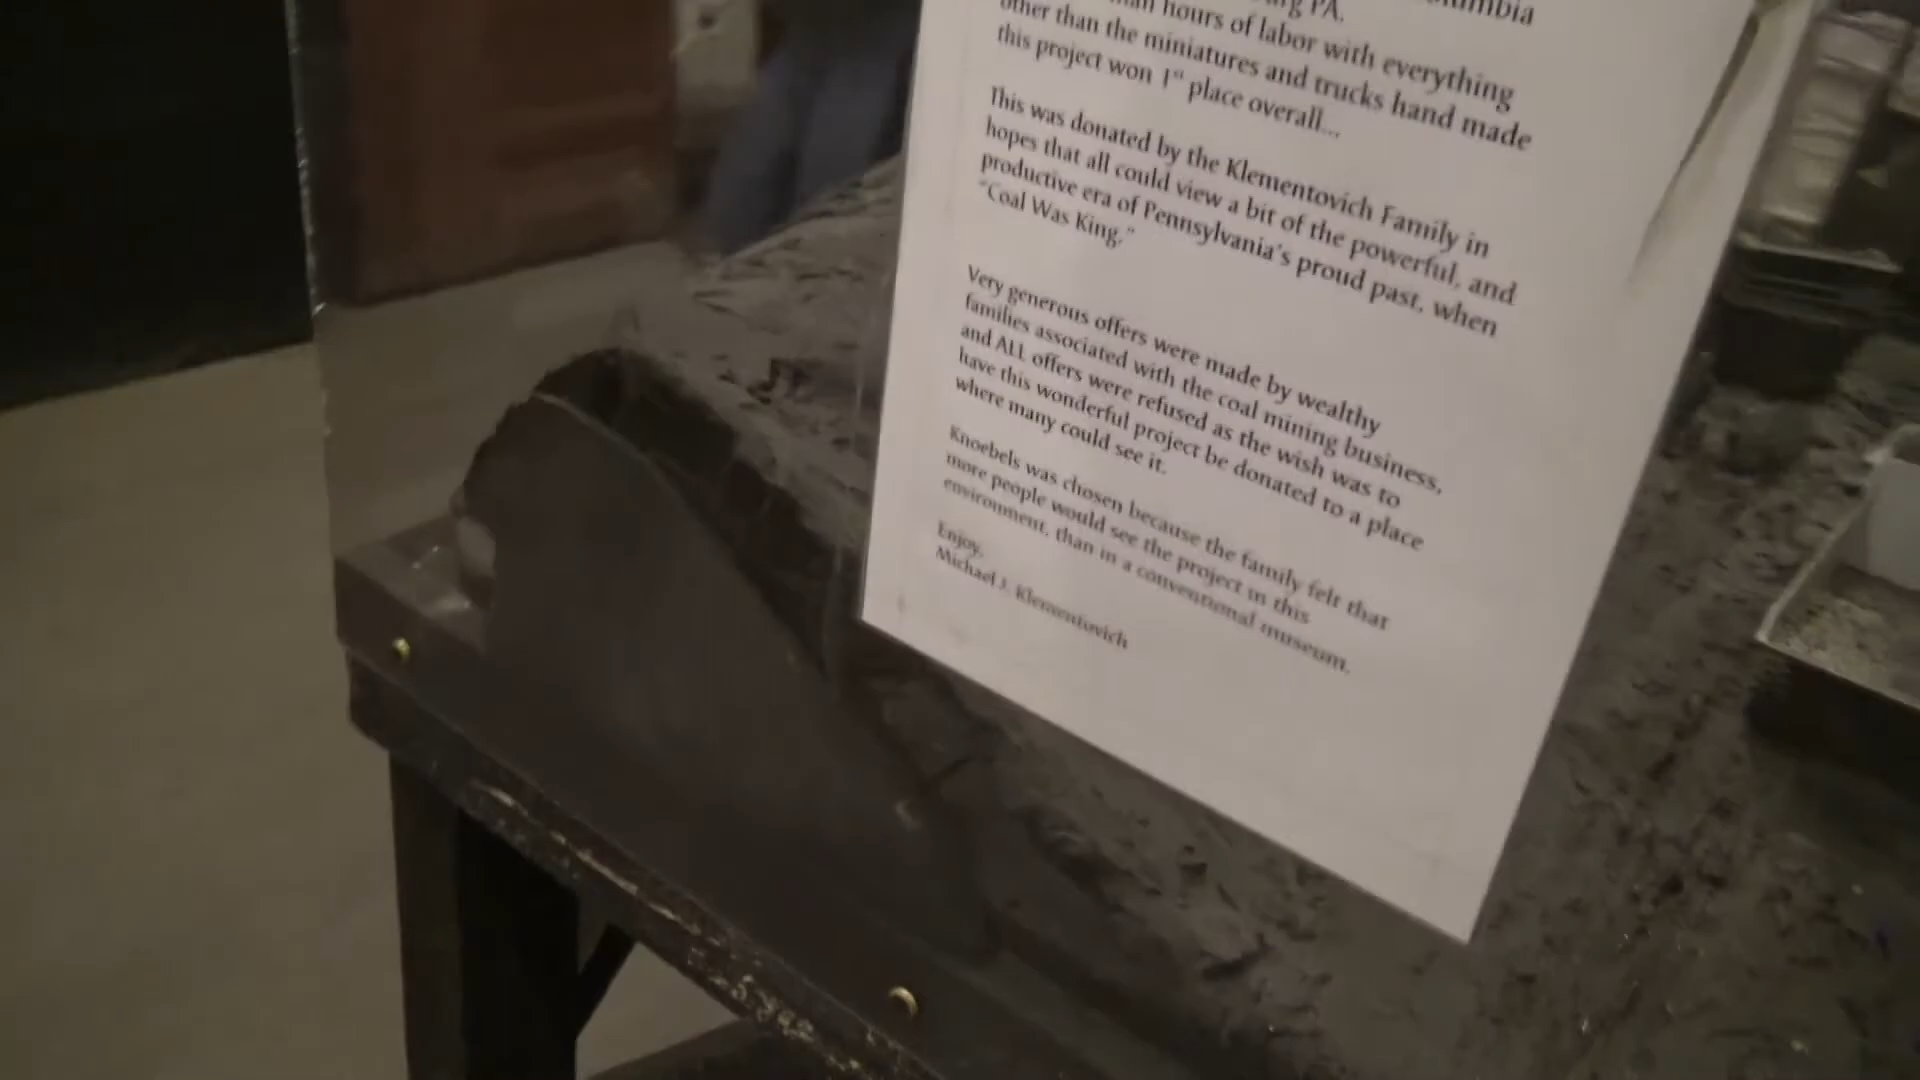 PA.
hours of labor with everything
other than the miniatures and trucks hand made
this project won 1st place overall...
This was donated by the Klementovich Family in
hopes that all could view a bit of the powerful, and
productive era of Pennsylvania's proud past, when
"Coal Was King."
Very generous offers were made by wealthy
families associated with the coal mining business,
and ALL offers were refused as the wish was to
have this wonderful project be donated to a place
where many could see it.
Knoebels was chosen because the family felt that
more people would see the project in this
environment, than in a conventional museum.
Enjoy,
Michael J. Klementovich